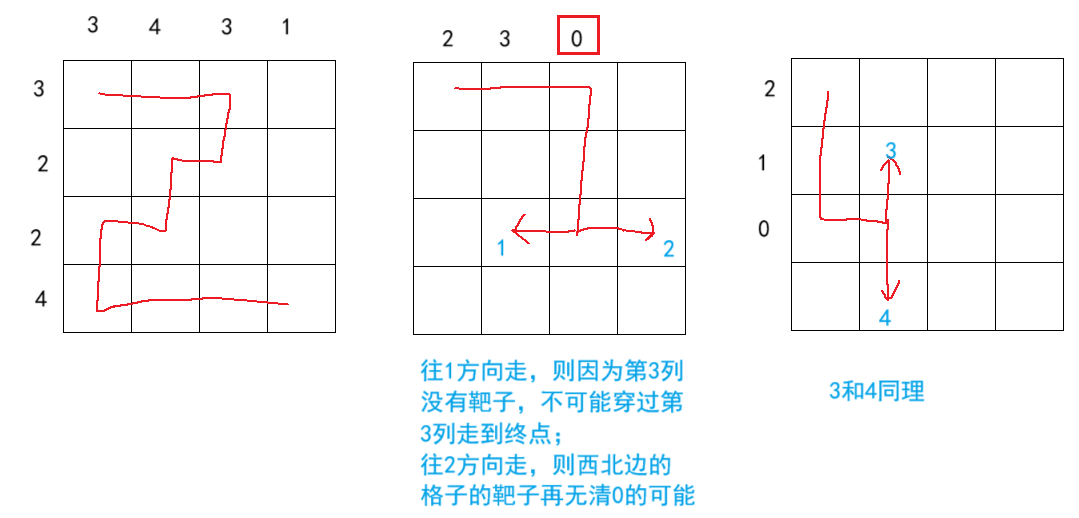 3 4 3 1
3
2
2
4
2 3 0
1 2
往1方向走，则因为第3列
没有靶子，不可能穿过第
3列走到终点；
往2方向走，则西北边的
格子的靶子再无清0的可能
2
1
0
3
4
3和4同理